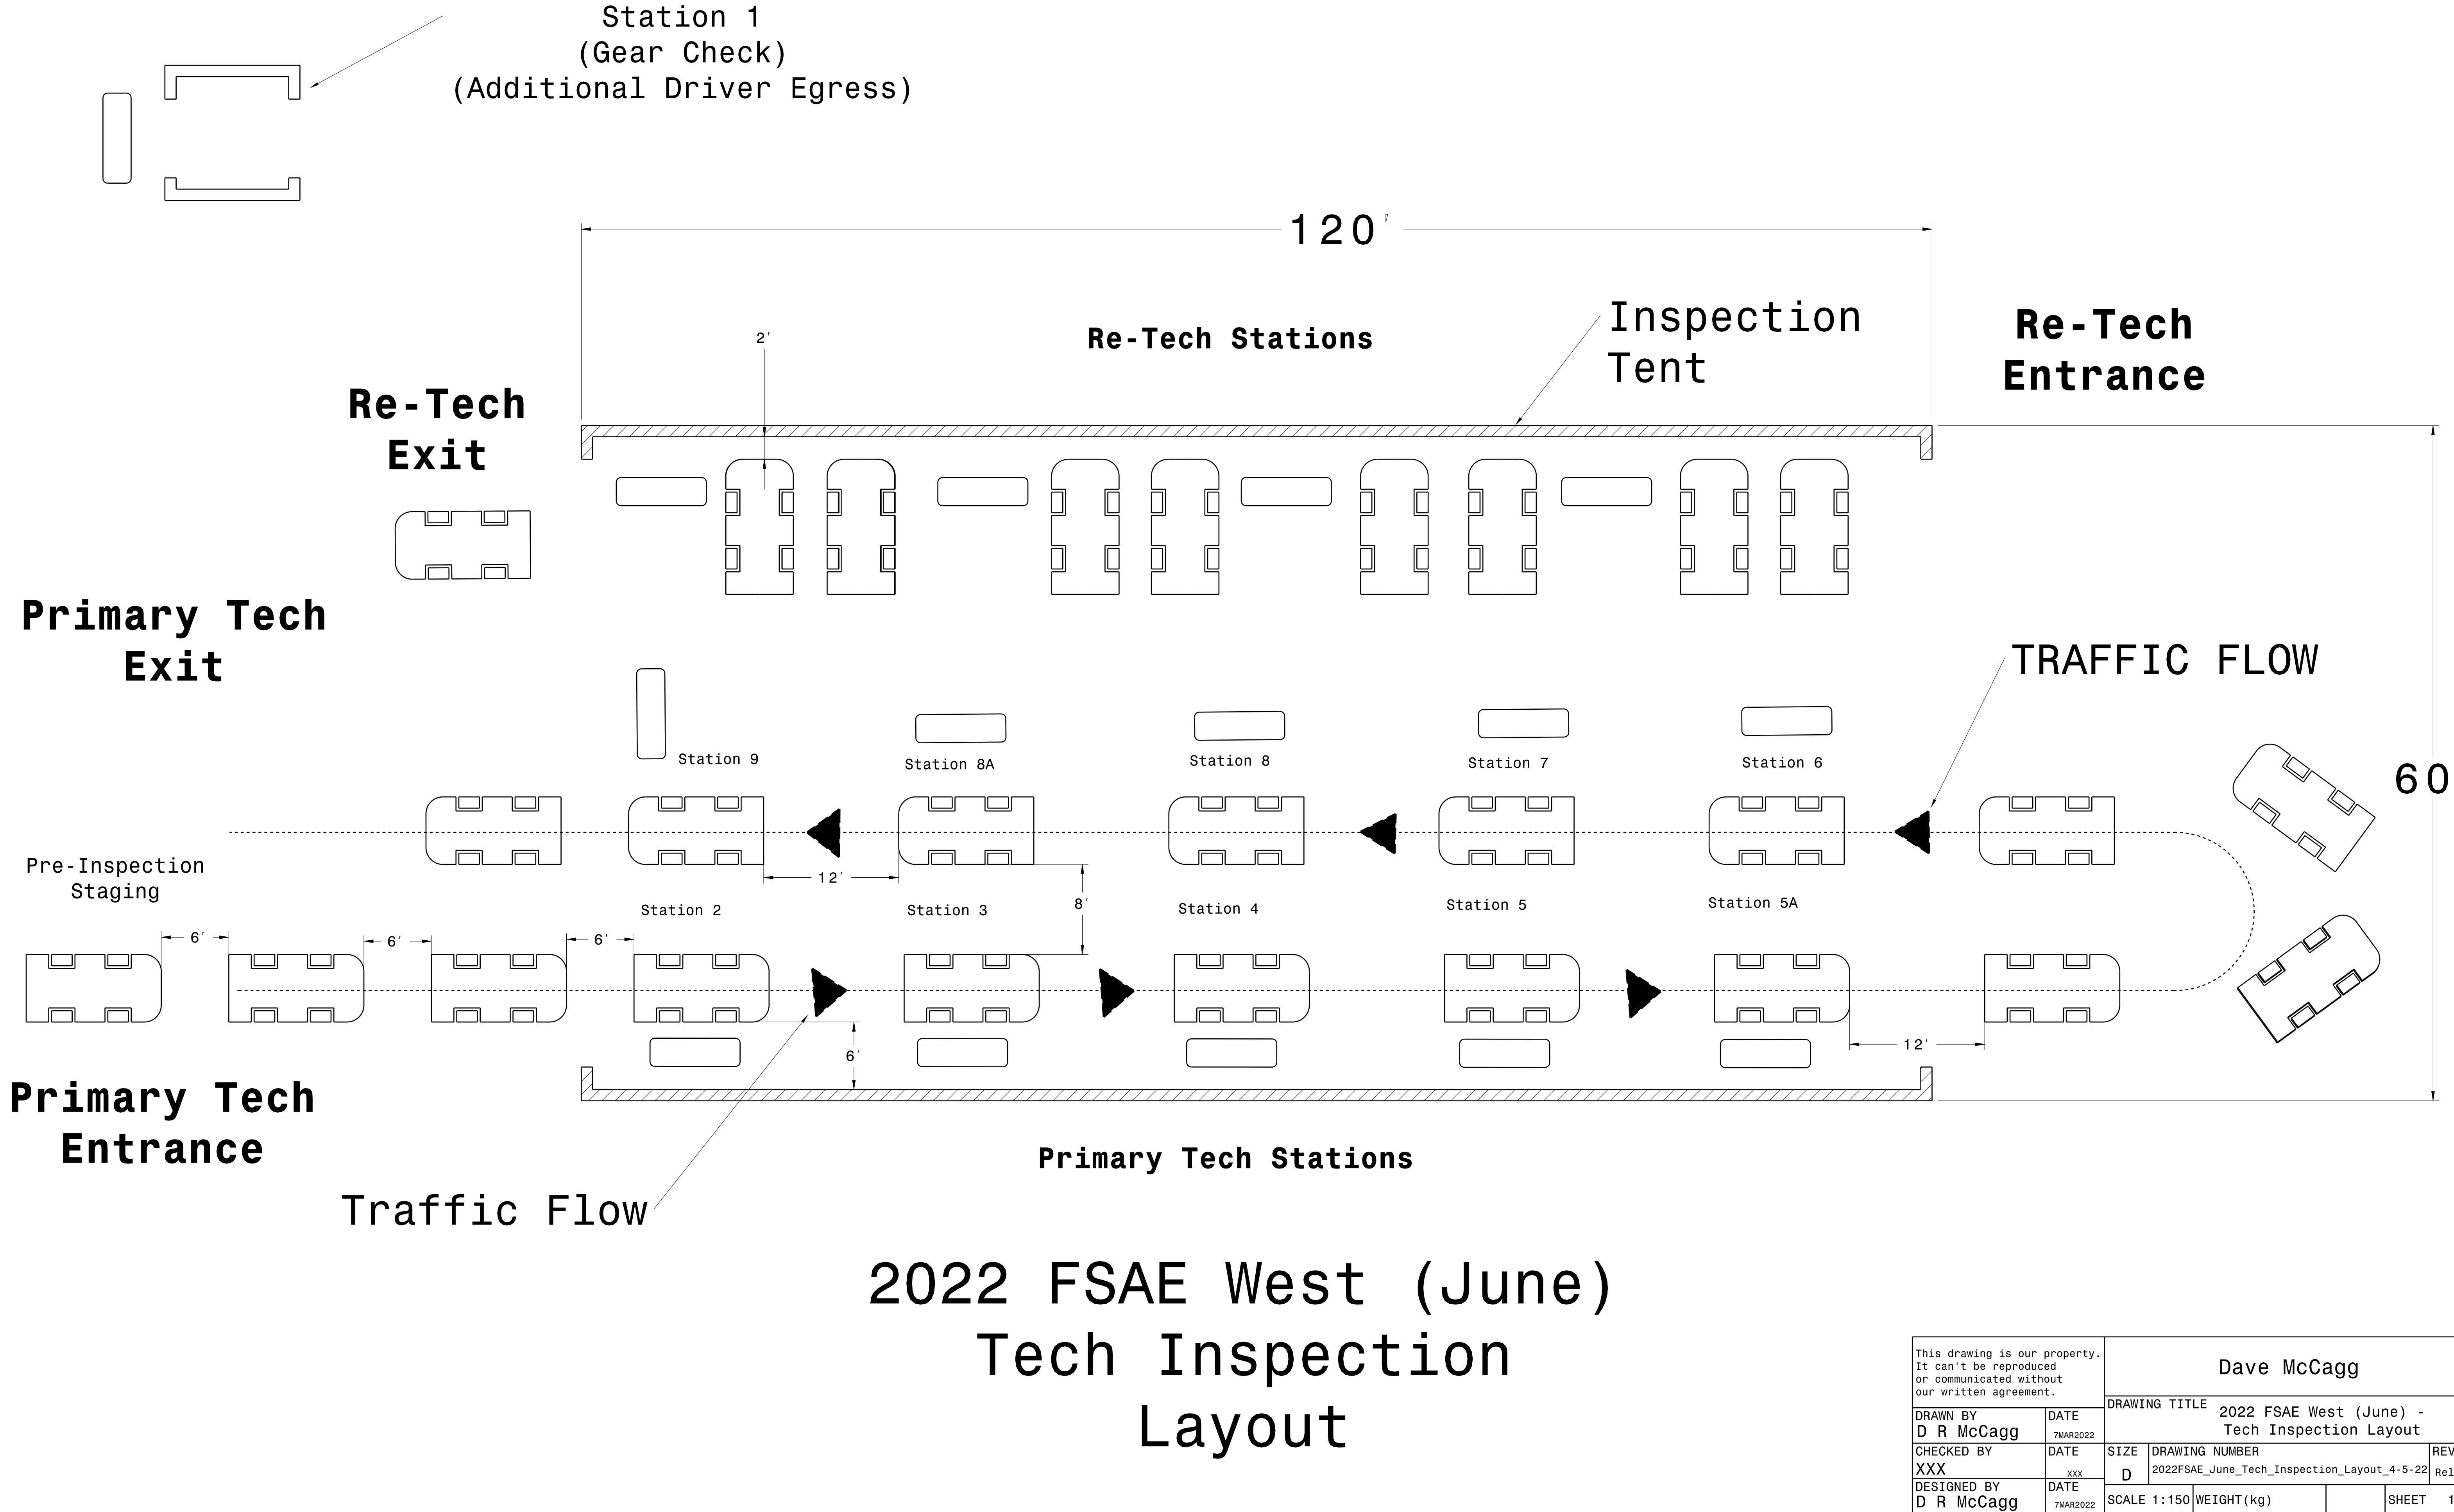 Station 1
(Gear Check)
(Additional Driver Egress)
120'
Re-Tech Stations
Inspection
Tent
Re-Tech
Entrance
2'
Re-Tech
Exit
Primary Tech
Exit
TRAFFIC FLOW
60
Station 9
Station 8A
Station 8
Station 7
Station 6
Pre-Inspection
Staging
12'
8'
Station 2
Station 3
Station 4
Station 5
Station 5A
6'
6'
6'
6'
12'
Primary Tech
Entrance
Primary Tech Stations
Traffic Flow
2022 FSAE West (June)
Tech Inspection
Layout
This drawing is our property.
It can't be reproduced
or communicated without
our written agreement.
Dave McCagg
DRAWING TITLE
2022 FSAE West (June) -
Tech Inspection Layout
DRAWN BY
D R McCagg
DATE
7MAR2022
CHECKED BY
XXX
DATE
XXX
SIZE
D
DRAWING NUMBER
2022FSAE_June_Tech_Inspection_Layout_4-5-22
REV
Rel
DESIGNED BY
D R McCagg
DATE
7MAR2022
SCALE 1:150
WEIGHT(kg)
SHEET 1